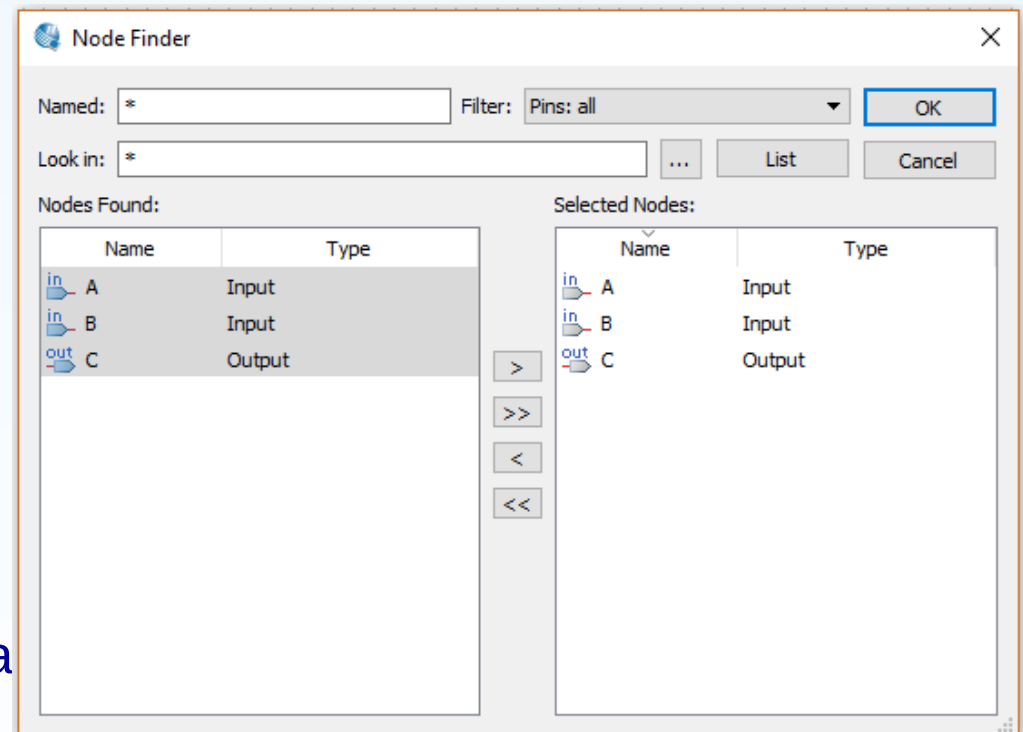 Node Finder
Named: * Filter: Pins: all OK
Look in: * ... List Cancel
Nodes Found: Selected Nodes:
Name Type Name Type
in A Input in A Input
in B Input in B Input
out C Output out C Output
>
>>
<
<<
a